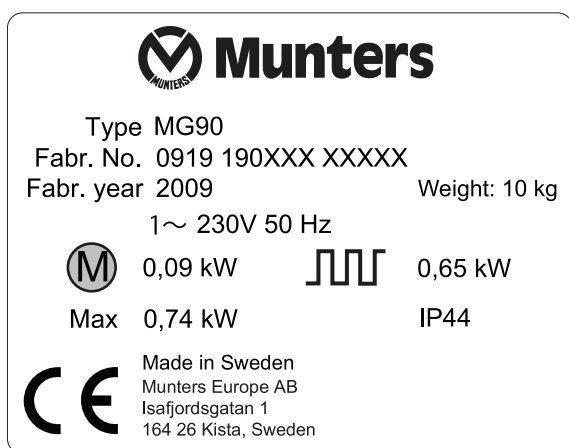 MUNTERS
Munters
Type MG90
Fabr. No. 0919 190XXX XXXXX
Fabr. year 2009 Weight: 10 kg
1~ 230V 50 Hz
M 0,09 kW 0,65 kW
Max 0,74 kW IP44
CE
Made in Sweden
Munters Europe AB
Isafjordsgatan 1
164 26 Kista, Sweden